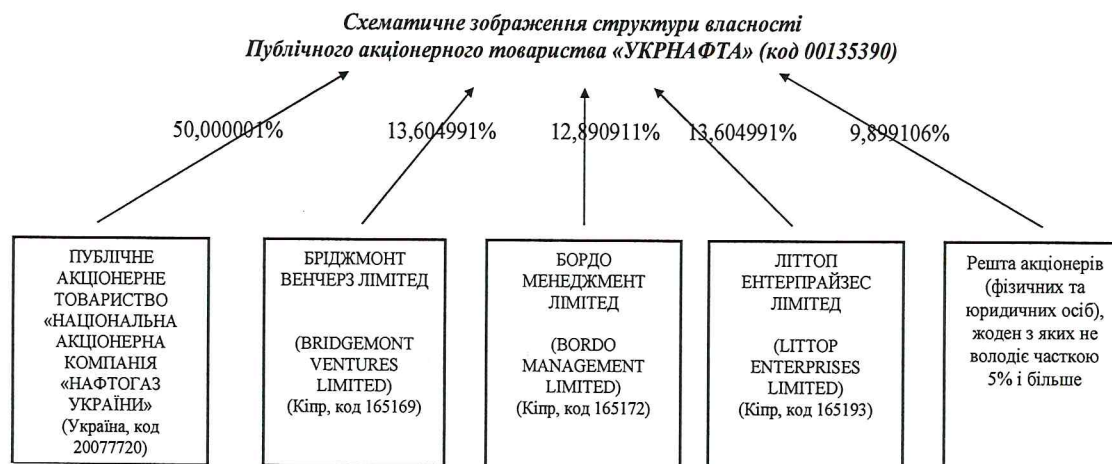 Схематичне зображення структури власності
Публічного акціонерного товариства «УКРНАФТА» (код 00135390)
50,000001%
13,604991%
12,890911%
13,604991%
9,899106%
ПУБЛІЧНЕ
АКЦІОНЕРНЕ
ТОВАРИСТВО
«НАЦІОНАЛЬНА
АКЦІОНЕРНА
КОМПАНІЯ
«НАФТОГАЗ
УКРАЇНИ»
(Україна, код
20077720)
БРІДЖМОНТ
ВЕНЧЕРЗ ЛІМІТЕД
(BRIDGEMONT
VENTURES
LIMITED)
(Кіпр, код 165169)
БОРДО
МЕНЕДЖМЕНТ
ЛІМІТЕД
(BORDO
MANAGEMENT
LIMITED)
(Кіпр, код 165172)
ЛІТТОП
ЕНТЕРПРАЙЗЕС
ЛІМІТЕД
(LITTOP
ENTERPRISES
LIMITED)
(Кіпр, код 165193)
Решта акціонерів
(фізичних та
юридичних осіб),
жоден з яких не
володіє часткою
5% і більше